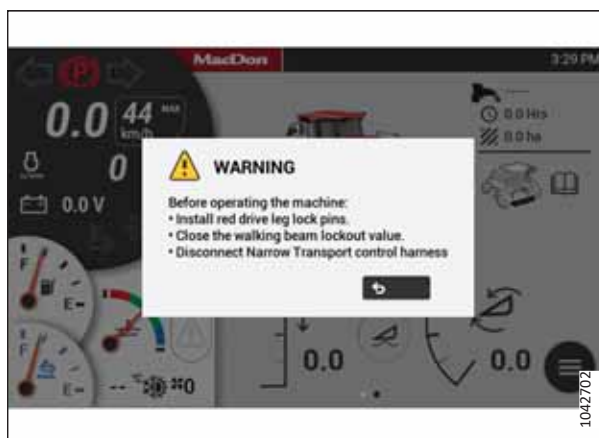 MacDon
3:29 PM
P
0.0 44 MAX
km/h
0
0.0 V
0.0 Hrs
0.0 ha
WARNING
Before operating the machine:
• Install red drive leg lock pins.
• Close the walking beam lockout value.
• Disconnect Narrow Transport control harness
F
E
F
E
-- 0
0.0
0.0
1042702